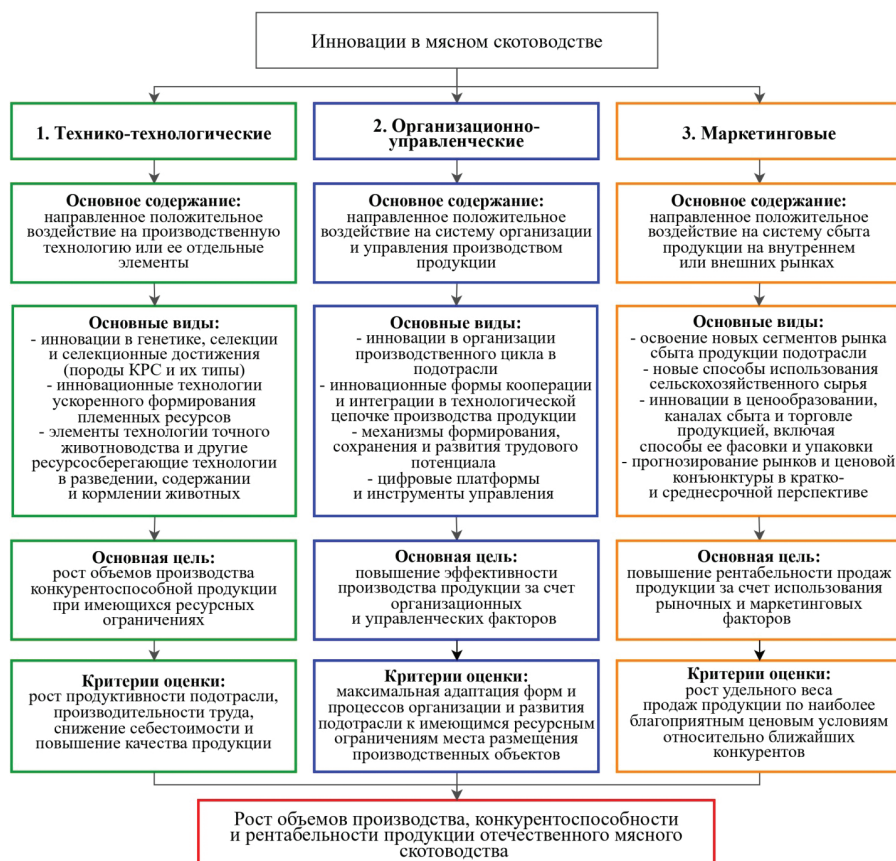 Инновации в мясном скотоводстве
1. Технико-технологические
2. Организационно-
управленческие
3. Маркетинговые
Основное содержание:
направленное положительное
воздействие на производственную
технологию или ее отдельные
элементы
Основное содержание:
направленное положительное
воздействие на систему организации
и управления производством
продукции
Основное содержание:
направленное положительное
воздействие на систему сбыта
продукции на внутреннем
или внешних рынках
Основные виды:
- инновации в генетике, селекции
и селекционные достижения
(породы КРС и их типы)
- инновационные технологии
ускоренного формирования
племенных ресурсов
- элементы технологии точного
животноводства и другие
ресурсосберегающие технологии
в разведении, содержании
и кормлении животных
Основные виды:
- инновации в организации
производственного цикла в
подотрасли
- инновационные формы кооперации
и интеграции в технологической
цепочке производства продукции
- механизмы формирования,
сохранения и развития трудового
потенциала
- цифровые платформы
и инструменты управления
Основные виды:
- освоение новых сегментов рынка
сбыта продукции подотрасли
- новые способы использования
сельскохозяйственного сырья
- инновации в ценообразовании,
каналах сбыта и торговле
продукцией, включая
способы ее фасовки и упаковки
- прогнозирование рынков и ценовой
конъюнктуры в кратко-
и среднесрочной перспективе
Основная цель:
рост объемов производства
конкурентоспособной продукции
при имеющихся ресурсных
ограничениях
Основная цель:
повышение эффективности
производства продукции за счет
организационных
и управленческих факторов
Основная цель:
повышение рентабельности продаж
продукции за счет использования
рыночных и маркетинговых
факторов
Критерии оценки:
рост продуктивности подотрасли,
производительности труда,
снижение себестоимости и
повышение качества продукции
Критерии оценки:
максимальная адаптация форм и
процессов организации и развития
подотрасли к имеющимся ресурсным
ограничениям места размещения
производственных объектов
Критерии оценки:
рост удельного веса
продаж продукции по наиболее
благоприятным ценовым условиям
относительно ближайших
конкурентов
Рост объемов производства, конкурентоспособности
и рентабельности продукции отечественного мясного
скотоводства